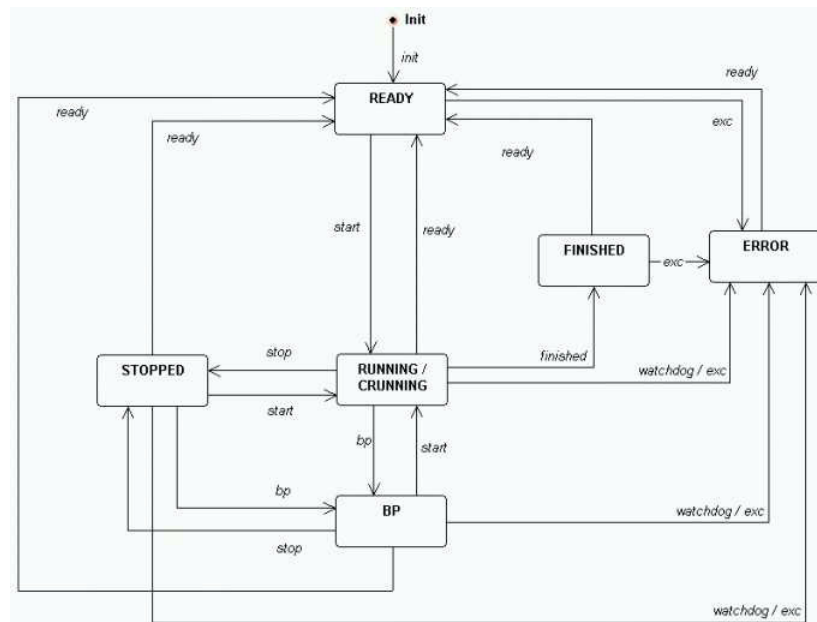 Init
init
ready
READY
ready
exc
ready
ready
start
ready
FINISHED
exc
ERROR
stop
STOPPED
RUNNING /
CRUNNING
finished
watchdog / exc
start
bp
start
bp
BP
watchdog / exc
stop
watchdog / exc